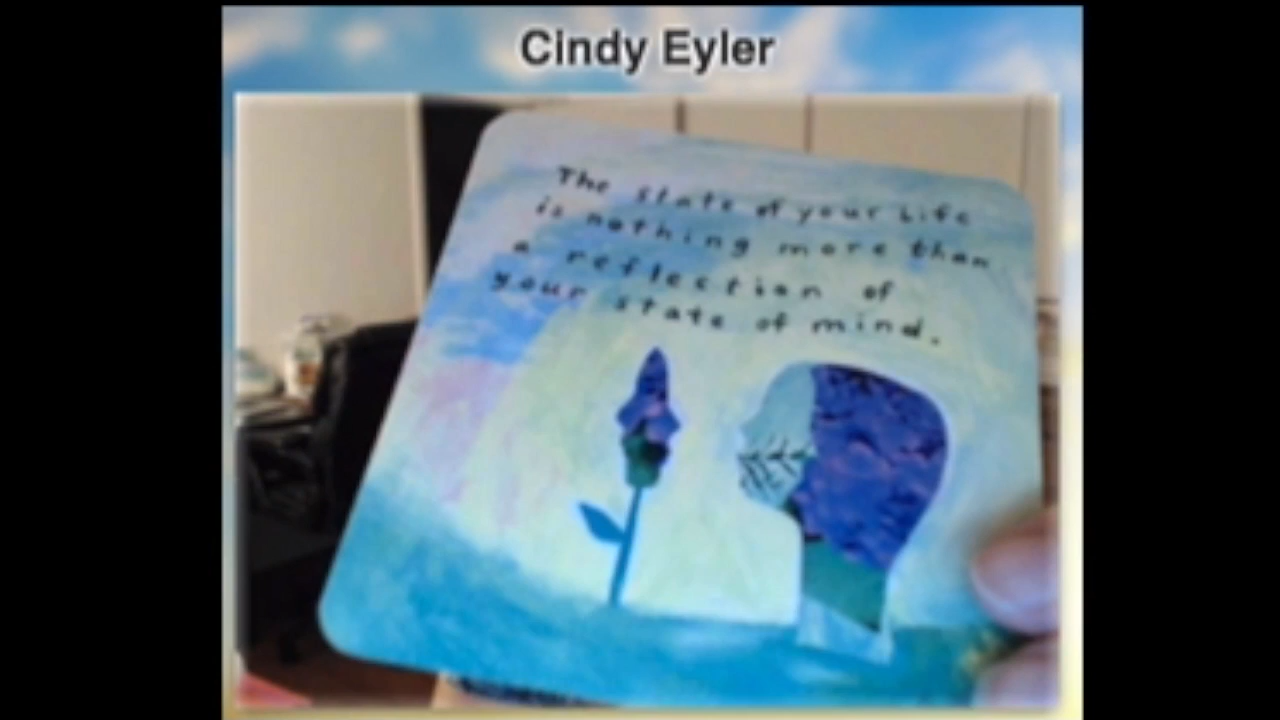 Cindy Eyler
The state of your Life
is nothing more than
a reflection of
your state of mind.